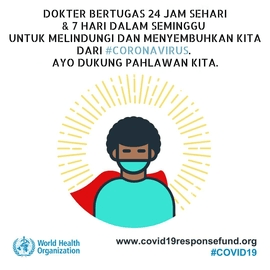 DOKTER BERTUGAS 24 JAM SEHARI
& 7 HARI DALAM SEMINGGU
UNTUK MELINDUNGI DAN MENYEMBUHKAN KITA
DARI #CORONAVIRUS.
AYO DUKUNG PAHLAWAN KITA.
World Health
Organization
www.covid19responsefund.org
#COVID19